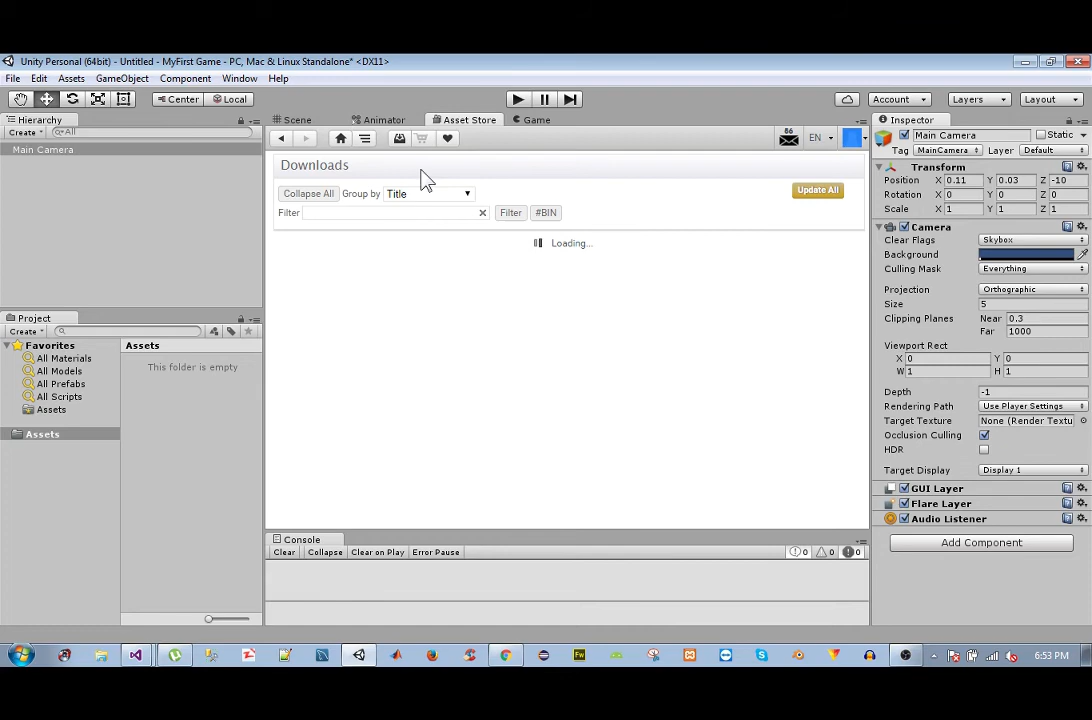 Unity Personal (64bit) - Untitled - MyFirst Game - PC, Mac & Linux Standalone* <DX11>
File Edit Assets GameObject Component Window Help
Center Local Account Layers Layout
Hierarchy
Create All
Main Camera
Scene Animator Asset Store Game
86
EN
Downloads
Collapse All Group by Title Update All
Filter Filter #BIN
Loading...
Project
Create
Favorites
All Materials
All Models
All Prefabs
All Scripts
Assets
Assets
Assets
This folder is empty
Console
Clear Collapse Clear on Play Error Pause 0 0 0
Inspector
Main Camera Static
Tag MainCamera Layer Default
Transform
Position X 0.11 Y 0.03 Z -10
Rotation X 0 Y 0 Z 0
Scale X 1 Y 1 Z 1
Camera
Clear Flags Skybox
Background
Culling Mask Everything
Projection Orthographic
Size 5
Clipping Planes Near 0.3
Far 1000
Viewport Rect
X 0 Y 0
W 1 H 1
Depth -1
Rendering Path Use Player Settings
Target Texture None (Render Textu
Occlusion Culling
HDR
Target Display Display 1
GUI Layer
Flare Layer
Audio Listener
Add Component
Fw
6:53 PM